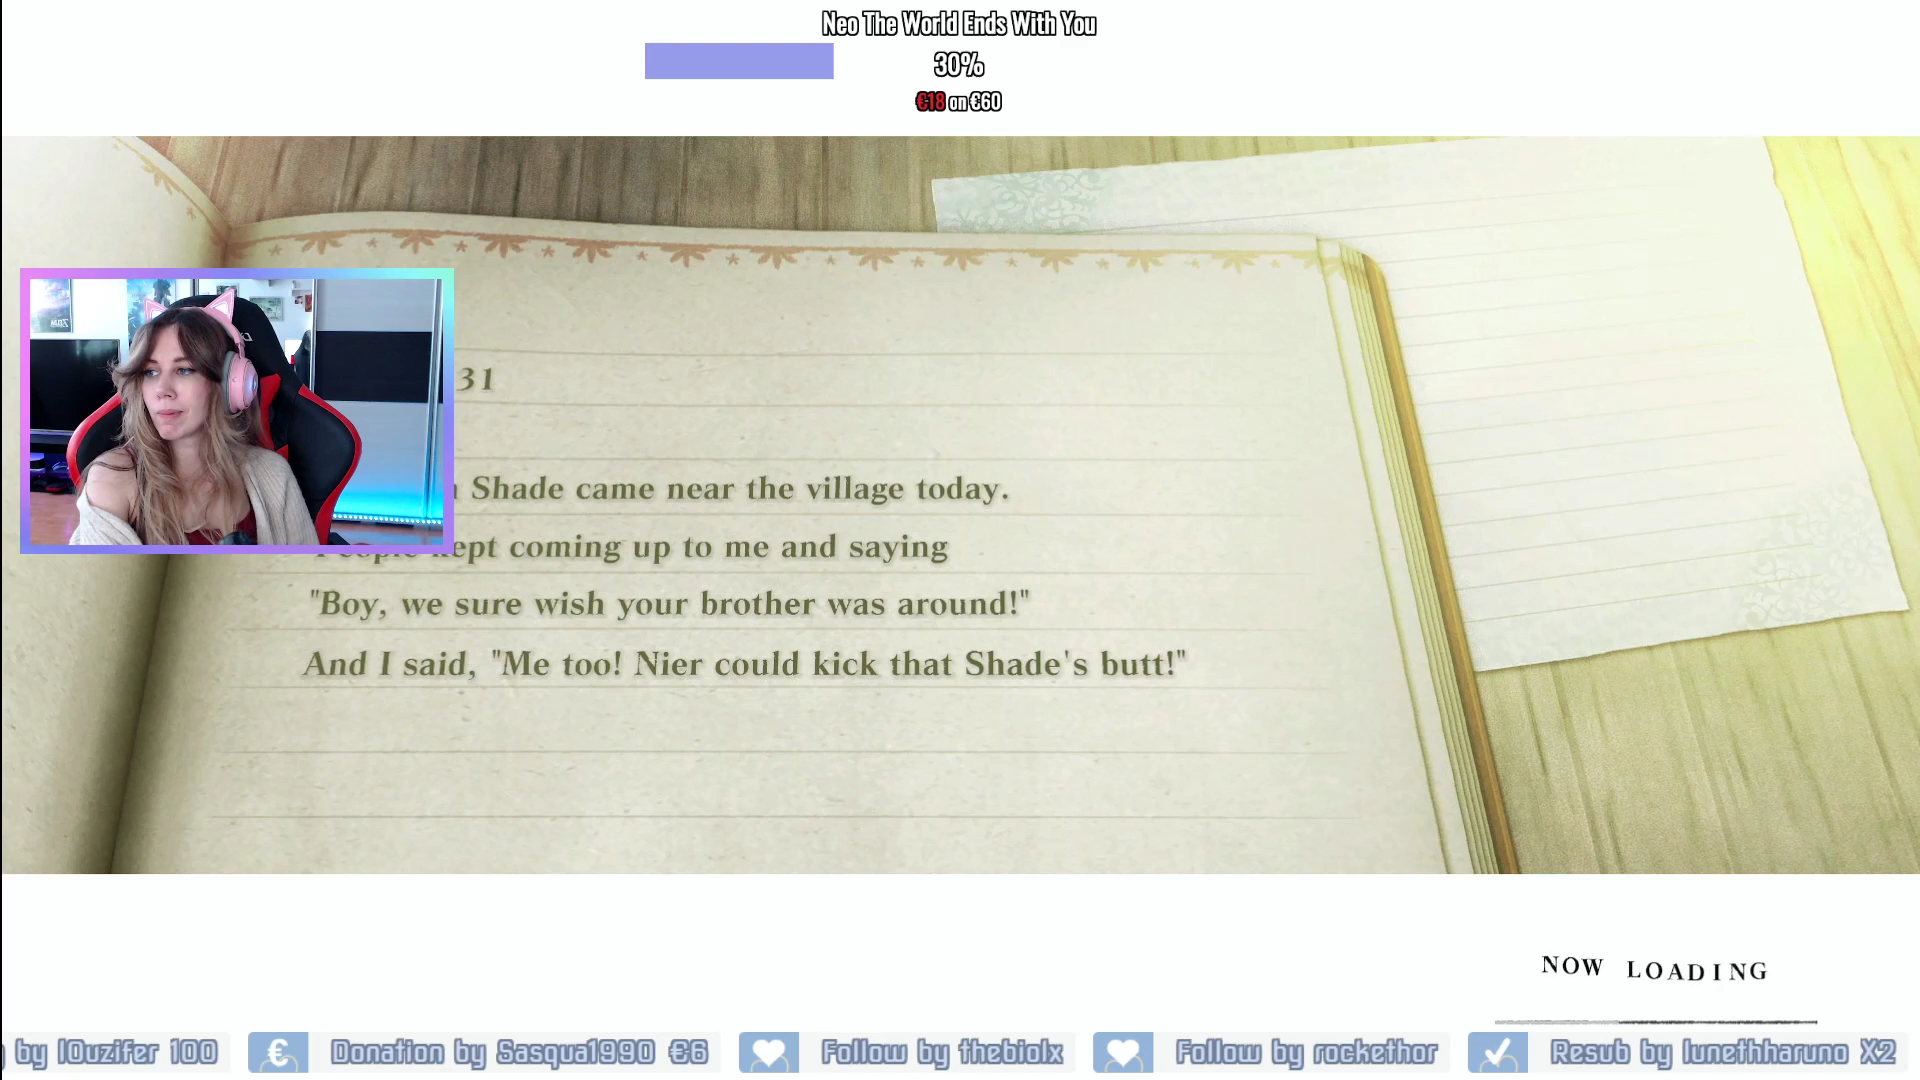 Neo The World Ends With You
30%
€18 on €60
31
Shade came near the village today.
People kept coming up to me and saying
"Boy, we sure wish your brother was around!"
And I said, "Me too! Nier could kick that Shade's butt!"
NOW LOADING
by l0uzifer 100
€ Donation by Sasqua1990 €6
Follow by thebiolx
Follow by rockethor
Resub by lunethharuno X2